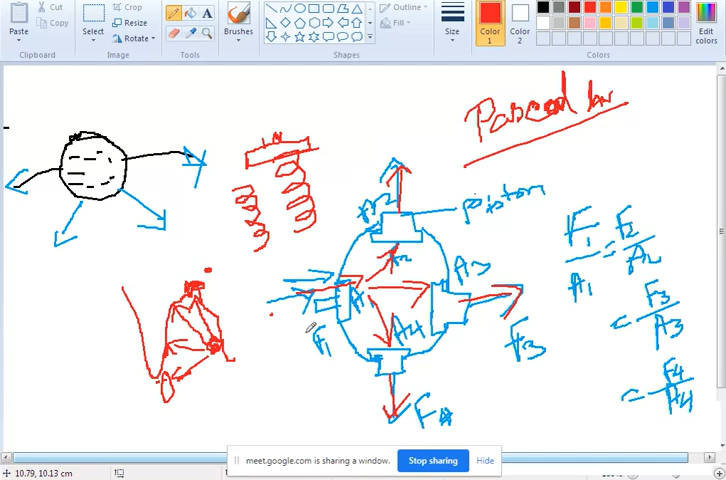 Paste
Cut
Copy
Clipboard
Select
Crop
Resize
Rotate
Image
Tools
Brushes
Shapes
Outline
Fill
Size
Color 1
Color 2
Colors
Edit colors
Pascal law
W
F2
piston
A2
A1
A3
A4
F1
F3
F4
F1/A1 = F2/A2
= F3/A3
= F4/A4
meet.google.com is sharing a window.
Stop sharing
Hide
10.79, 10.13 cm